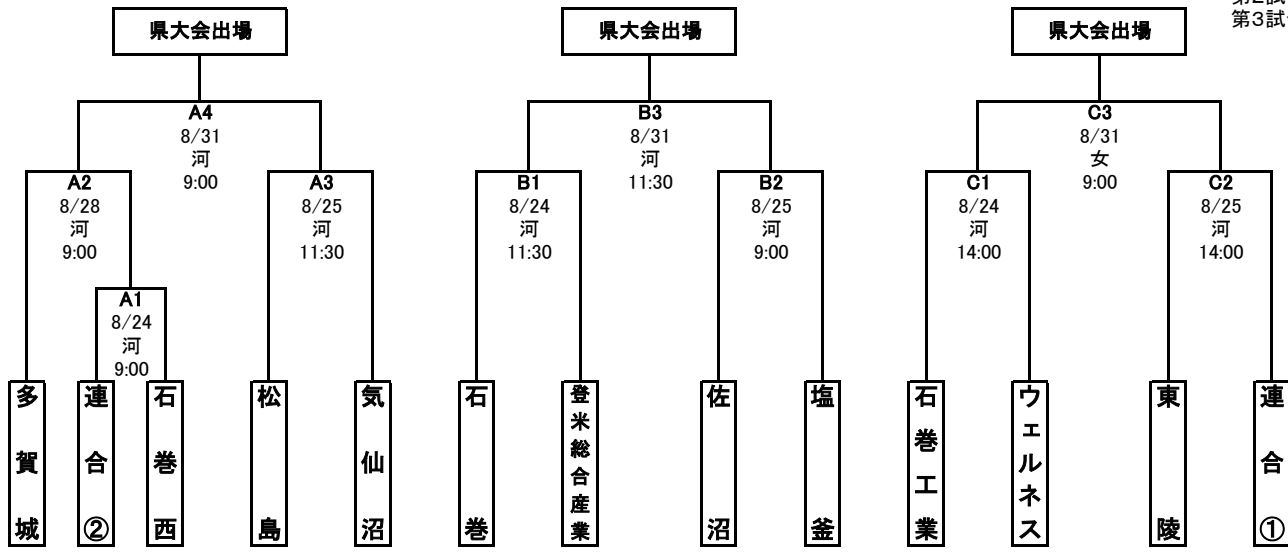 第3試
県大会出場
県大会出場
県大会出場
A4
8/31
河
9:00
B3
8/31
河
11:30
C3
8/31
女
9:00
A2
8/28
河
9:00
A3
8/25
河
11:30
B1
8/24
河
11:30
B2
8/25
河
9:00
C1
8/24
河
14:00
C2
8/25
河
14:00
A1
8/24
河
9:00
多賀城
連合②
石巻西
松島
気仙沼
石巻
登米総合産業
佐沼
塩釜
石巻工業
ウェルネス
東陵
連合①